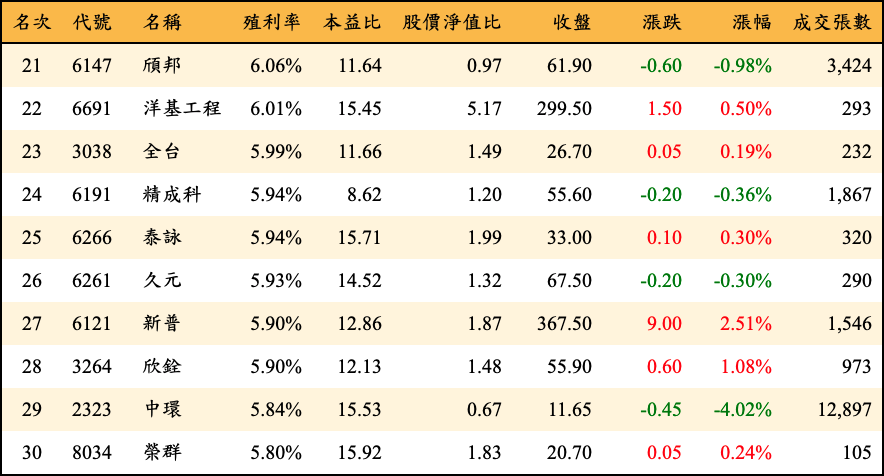 名次 代號 名稱 殖利率 本益比 股價淨值比 收盤 漲跌 漲幅 成交張數
21 6147 頎邦 6.06% 11.64 0.97 61.90 -0.60 -0.98% 3,424
22 6691 洋基工程 6.01% 15.45 5.17 299.50 1.50 0.50% 293
23 3038 全台 5.99% 11.66 1.49 26.70 0.05 0.19% 232
24 6191 精成科 5.94% 8.62 1.20 55.60 -0.20 -0.36% 1,867
25 6266 泰詠 5.94% 15.71 1.99 33.00 0.10 0.30% 320
26 6261 久元 5.93% 14.52 1.32 67.50 -0.20 -0.30% 290
27 6121 新普 5.90% 12.86 1.87 367.50 9.00 2.51% 1,546
28 3264 欣銓 5.90% 12.13 1.48 55.90 0.60 1.08% 973
29 2323 中環 5.84% 15.53 0.67 11.65 -0.45 -4.02% 12,897
30 8034 榮群 5.80% 15.92 1.83 20.70 0.05 0.24% 105